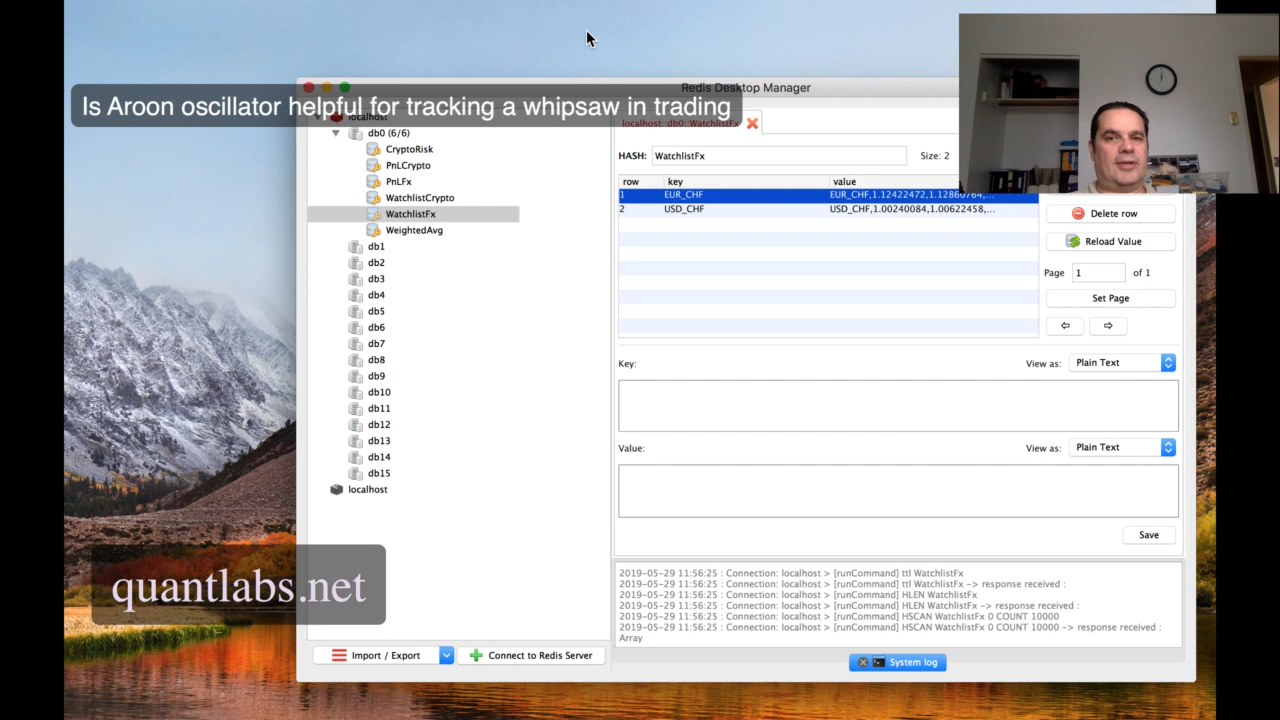 Redis Desktop Manager
Is Aroon oscillator helpful for tracking a whipsaw in trading
localhost
db0 (6/6)
CryptoRisk
PnLCrypto
PnLFx
WatchlistCrypto
WatchlistFx
WeightedAvg
db1
db2
db3
db4
db5
db6
db7
db8
db9
db10
db11
db12
db13
db14
db15
localhost
Import / Export
Connect to Redis Server
localhost::db0::WatchlistFx
HASH: WatchlistFx Size: 2
row key value
1 EUR_CHF EUR_CHF,1.12422472,1.12860764,...
2 USD_CHF USD_CHF,1.00240084,1.00622458,...
Delete row
Reload Value
Page 1 of 1
Set Page
Key: View as: Plain Text
Value: View as: Plain Text
Save
2019-05-29 11:56:25 : Connection: localhost > [runCommand] ttl WatchlistFx
2019-05-29 11:56:25 : Connection: localhost > [runCommand] ttl WatchlistFx -> response received :
2019-05-29 11:56:25 : Connection: localhost > [runCommand] HLEN WatchlistFx
2019-05-29 11:56:25 : Connection: localhost > [runCommand] HLEN WatchlistFx -> response received :
2019-05-29 11:56:25 : Connection: localhost > [runCommand] HSCAN WatchlistFx 0 COUNT 10000
2019-05-29 11:56:25 : Connection: localhost > [runCommand] HSCAN WatchlistFx 0 COUNT 10000 -> response received :
Array
System log
quantlabs.net